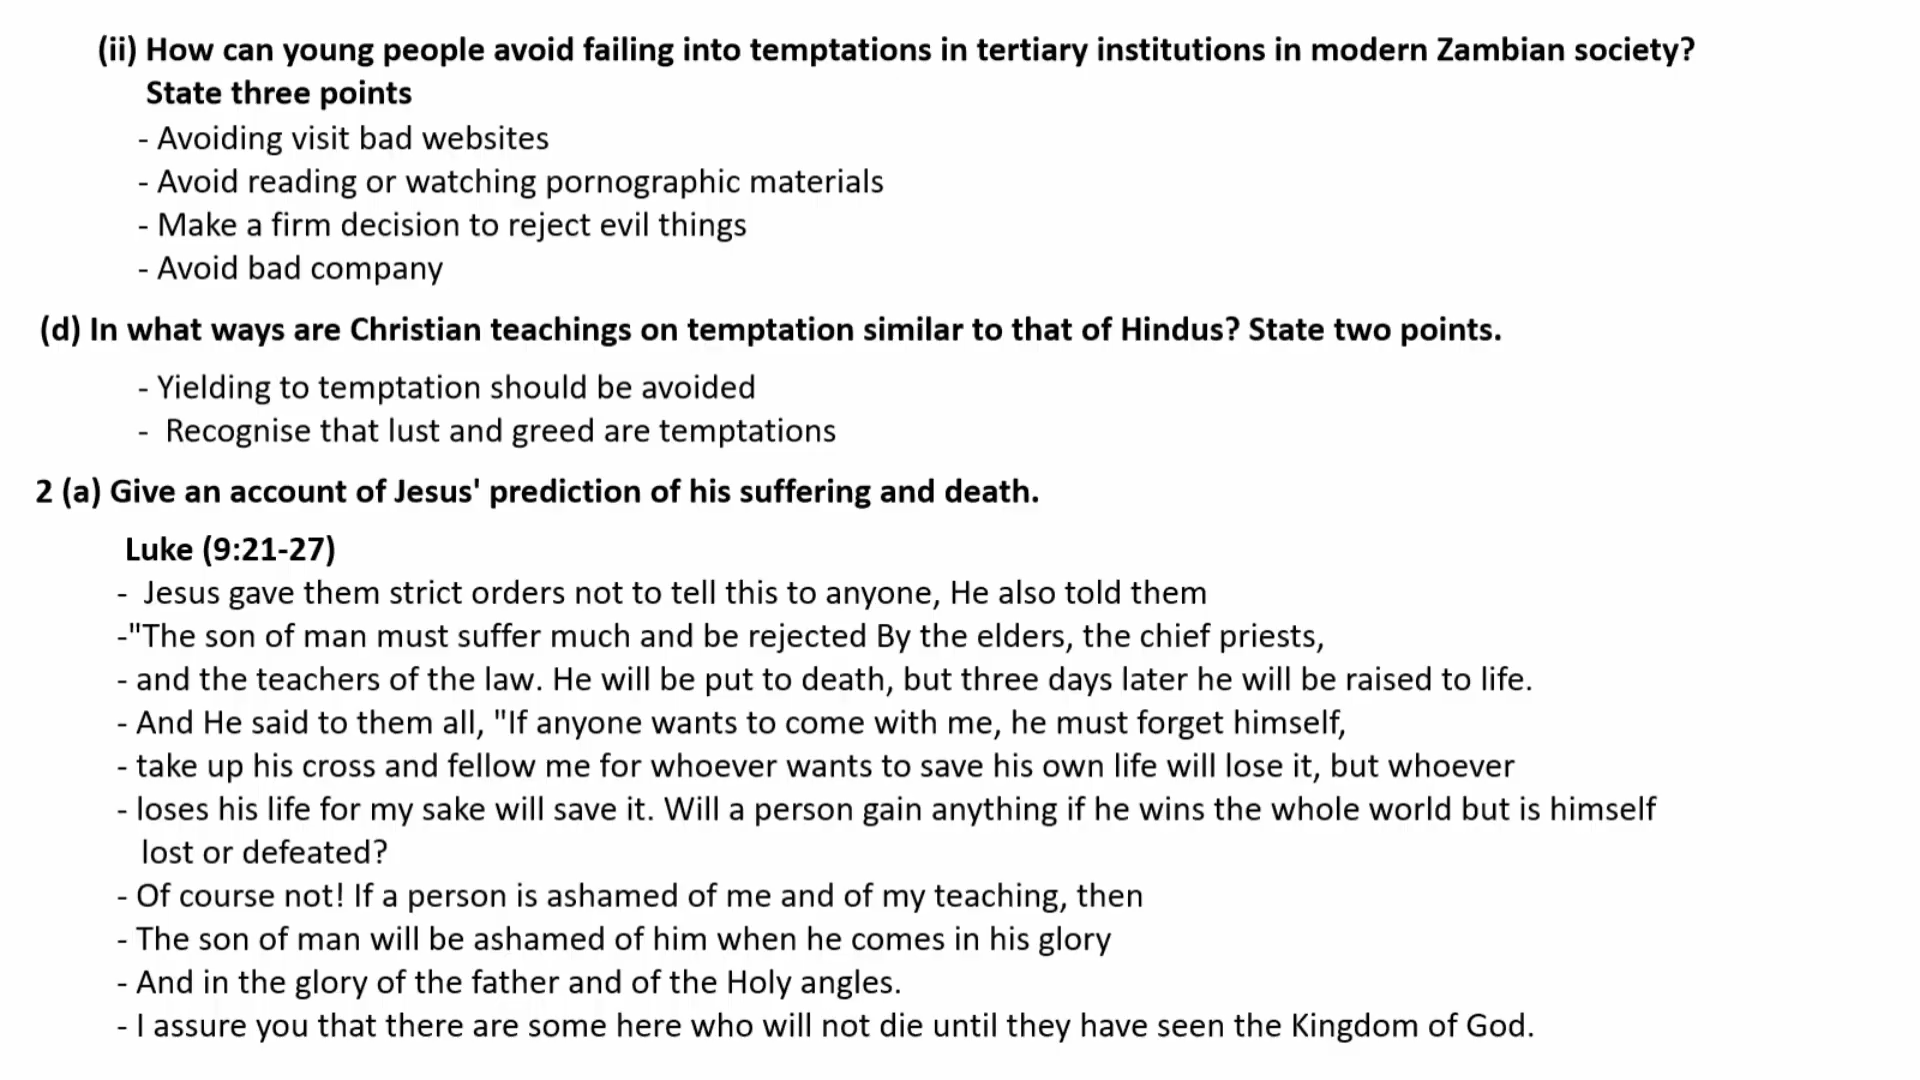 (ii) How can young people avoid failing into temptations in tertiary institutions in modern Zambian society?
State three points
- Avoiding visit bad websites
- Avoid reading or watching pornographic materials
- Make a firm decision to reject evil things
- Avoid bad company
(d) In what ways are Christian teachings on temptation similar to that of Hindus? State two points.
- Yielding to temptation should be avoided
- Recognise that lust and greed are temptations
2 (a) Give an account of Jesus' prediction of his suffering and death.
Luke (9:21-27)
- Jesus gave them strict orders not to tell this to anyone, He also told them
-"The son of man must suffer much and be rejected By the elders, the chief priests,
- and the teachers of the law. He will be put to death, but three days later he will be raised to life.
- And He said to them all, "If anyone wants to come with me, he must forget himself,
- take up his cross and fellow me for whoever wants to save his own life will lose it, but whoever
- loses his life for my sake will save it. Will a person gain anything if he wins the whole world but is himself
lost or defeated?
- Of course not! If a person is ashamed of me and of my teaching, then
- The son of man will be ashamed of him when he comes in his glory
- And in the glory of the father and of the Holy angles.
- I assure you that there are some here who will not die until they have seen the Kingdom of God.